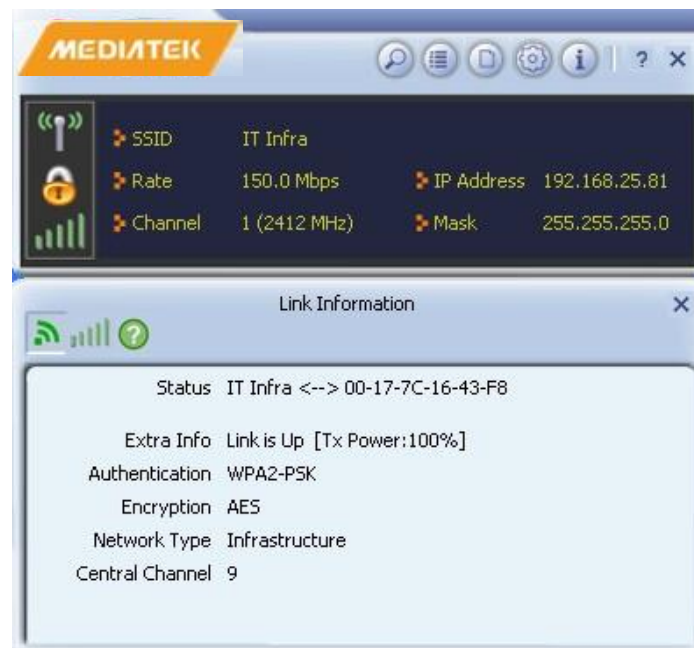 MEDIATEK
? ×
SSID IT Infra
Rate 150.0 Mbps IP Address 192.168.25.81
Channel 1 (2412 MHz) Mask 255.255.255.0
Link Information ×
?
Status IT Infra <--> 00-17-7C-16-43-F8
Extra Info Link is Up [Tx Power:100%]
Authentication WPA2-PSK
Encryption AES
Network Type Infrastructure
Central Channel 9